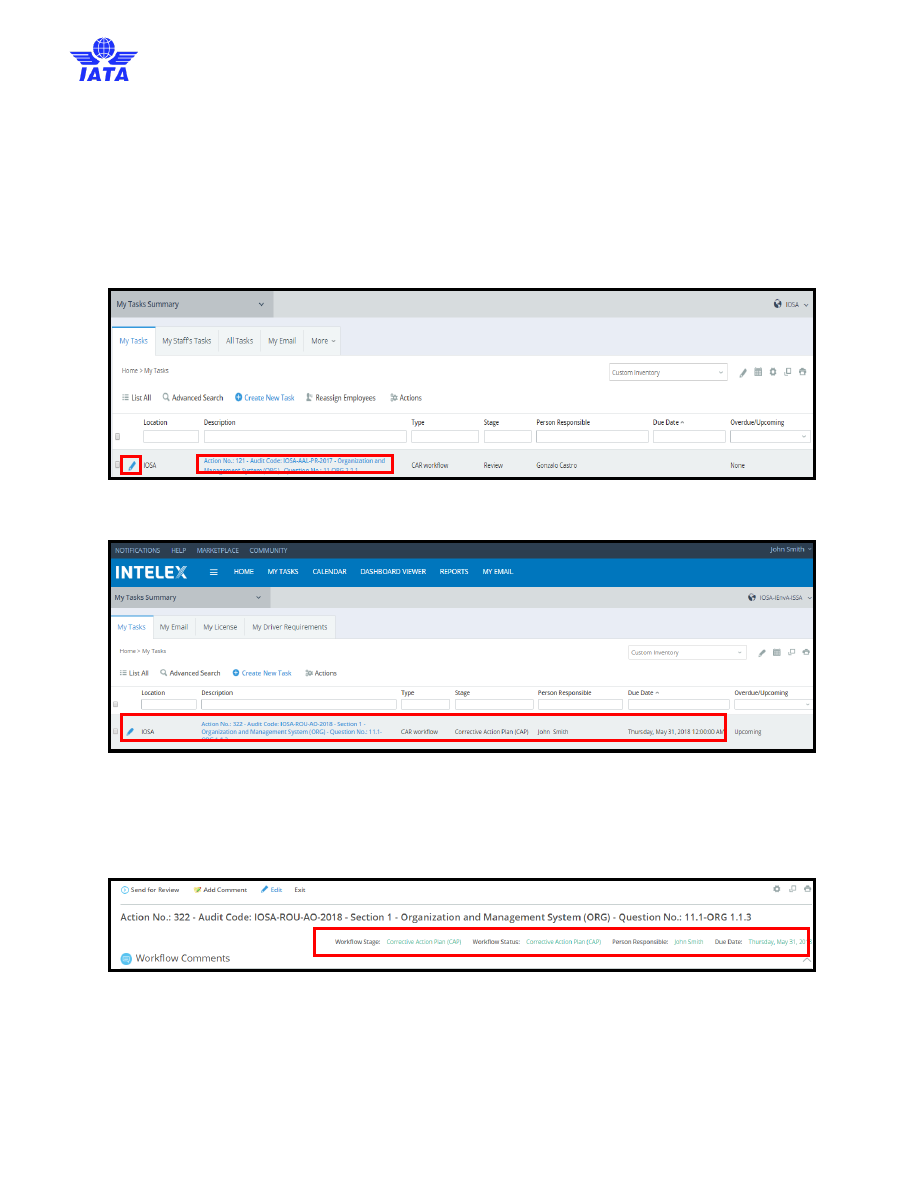 IATA
My Tasks Summary
IOSA
My Tasks My Staff's Tasks All Tasks My Email More
Home > My Tasks
Custom Inventory
List All Advanced Search Create New Task Reassign Employees Actions
Location Description Type Stage Person Responsible Due Date Overdue/Upcoming
IOSA Action No.: 121 - Audit Code: IOSA-AAL-PR-2017 - Organization and CAR workflow Review Gonzalo Castro None
Management System (ORG) - Question No.: 11.ORG 1.1.1
NOTIFICATIONS HELP MARKETPLACE COMMUNITY John Smith
INTELEX HOME MY TASKS CALENDAR DASHBOARD VIEWER REPORTS MY EMAIL
My Tasks Summary IOSA-IEnvA-ISSA
My Tasks My Email My License My Driver Requirements
Home > My Tasks
Custom Inventory
List All Advanced Search Create New Task Actions
Location Description Type Stage Person Responsible Due Date Overdue/Upcoming
Action No.: 322 - Audit Code: IOSA-ROU-AO-2018 - Section 1 -
IOSA Organization and Management System (ORG) - Question No.: 11.1- CAR workflow Corrective Action Plan (CAP) John Smith Thursday, May 31, 2018 12:00:00 AM Upcoming
Send for Review Add Comment Edit Exit
Action No.: 322 - Audit Code: IOSA-ROU-AO-2018 - Section 1 - Organization and Management System (ORG) - Question No.: 11.1-ORG 1.1.3
Workflow Stage: Corrective Action Plan (CAP) Workflow Status: Corrective Action Plan (CAP) Person Responsible: John Smith Due Date: Thursday, May 31, 2018
Workflow Comments